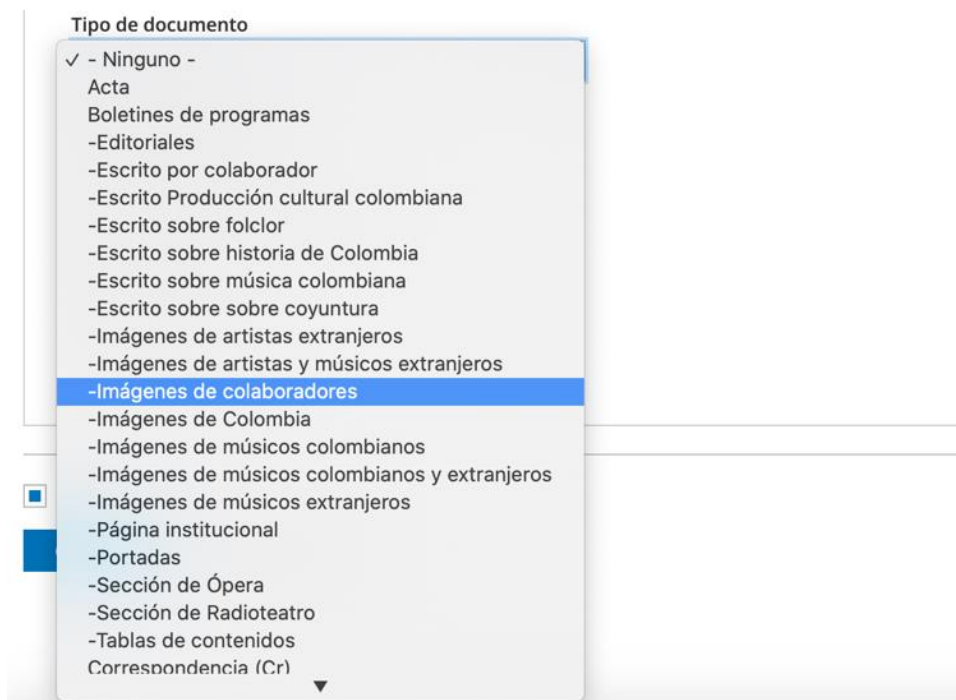 Tipo de documento
✓ - Ninguno -
Acta
Boletines de programas
-Editoriales
-Escrito por colaborador
-Escrito Producción cultural colombiana
-Escrito sobre folclor
-Escrito sobre historia de Colombia
-Escrito sobre música colombiana
-Escrito sobre sobre coyuntura
-Imágenes de artistas extranjeros
-Imágenes de artistas y músicos extranjeros
-Imágenes de colaboradores
-Imágenes de Colombia
-Imágenes de músicos colombianos
-Imágenes de músicos colombianos y extranjeros
-Imágenes de músicos extranjeros
-Página institucional
-Portadas
-Sección de Ópera
-Sección de Radioteatro
-Tablas de contenidos
Correspondencia (Cr)